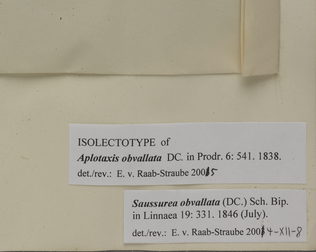 ISOLECTOTYPE of
Aplotaxis obvallata DC. in Prodr. 6: 541. 1838.
det./rev.: E. v. Raab-Straube 2005
Saussurea obvallata (DC.) Sch. Bip.
in Linnaea 19: 331. 1846 (July).
det./rev.: E. v. Raab-Straube 2004-XII-8